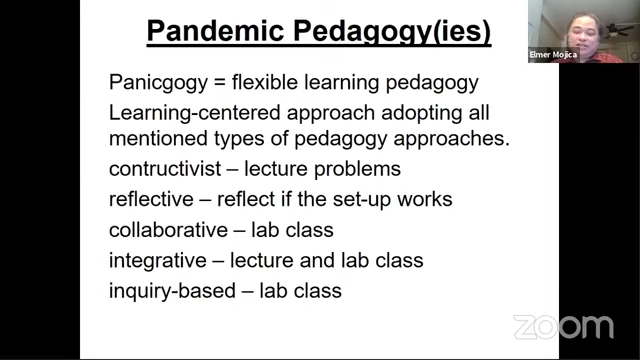 Pandemic Pedagogy(ies)
Elmer Mojica
Panicgogy = flexible learning pedagogy
Learning-centered approach adopting all
mentioned types of pedagogy approaches.
contructivist – lecture problems
reflective – reflect if the set-up works
collaborative – lab class
integrative – lecture and lab class
inquiry-based – lab class
zoom